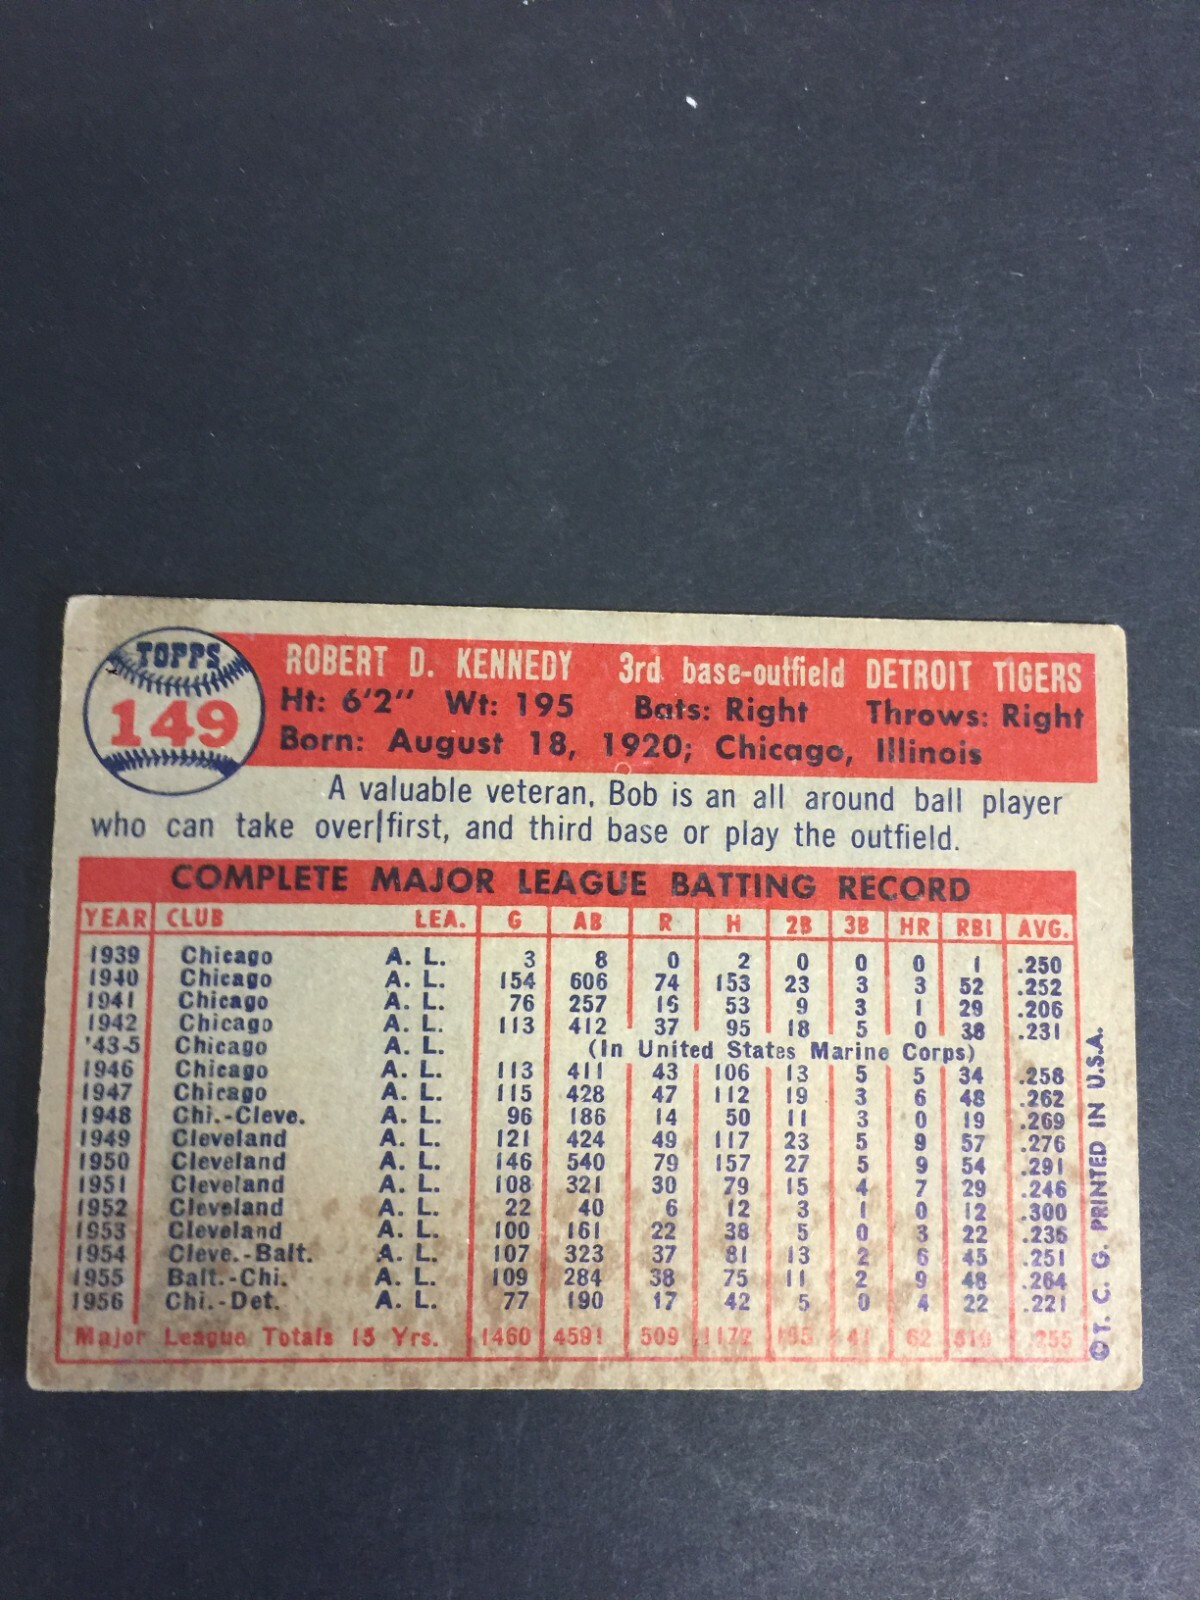 TOPPS
149
ROBERT D. KENNEDY 3rd base-outfield DETROIT TIGERS
Ht: 6'2" Wt: 195 Bats: Right Throws: Right
Born: August 18, 1920; Chicago, Illinois
A valuable veteran, Bob is an all around ball player
who can take over first, and third base or play the outfield.
COMPLETE MAJOR LEAGUE BATTING RECORD
YEAR CLUB LEA. G AB R H 2B 3B HR RBI AVG.
1939 Chicago A. L. 3 8 0 2 0 0 0 1 .250
1940 Chicago A. L. 154 606 74 153 23 3 3 52 .252
1941 Chicago A. L. 76 257 16 53 9 3 1 29 .206
1942 Chicago A. L. 113 412 37 95 18 5 0 38 .231
'43-5 Chicago A. L. (In United States Marine Corps)
1946 Chicago A. L. 113 411 43 106 13 5 5 34 .258
1947 Chicago A. L. 115 428 47 112 19 3 6 48 .262
1948 Chi.-Cleve. A. L. 96 186 14 50 11 3 0 19 .269
1949 Cleveland A. L. 121 424 49 117 23 5 9 57 .276
1950 Cleveland A. L. 146 540 79 157 27 5 9 54 .291
1951 Cleveland A. L. 108 321 30 79 15 4 7 29 .246
1952 Cleveland A. L. 22 40 6 12 3 1 0 12 .300
1953 Cleveland A. L. 100 161 22 38 5 0 3 22 .236
1954 Cleve.-Balt. A. L. 107 323 37 81 13 2 6 45 .251
1955 Balt.-Chi. A. L. 109 284 38 75 11 2 9 48 .264
1956 Chi.-Det. A. L. 77 190 17 42 5 0 4 22 .221
Major League Totals 15 Yrs. 1460 4591 509 1172 62 .255
© T. C. G. PRINTED IN U.S.A.